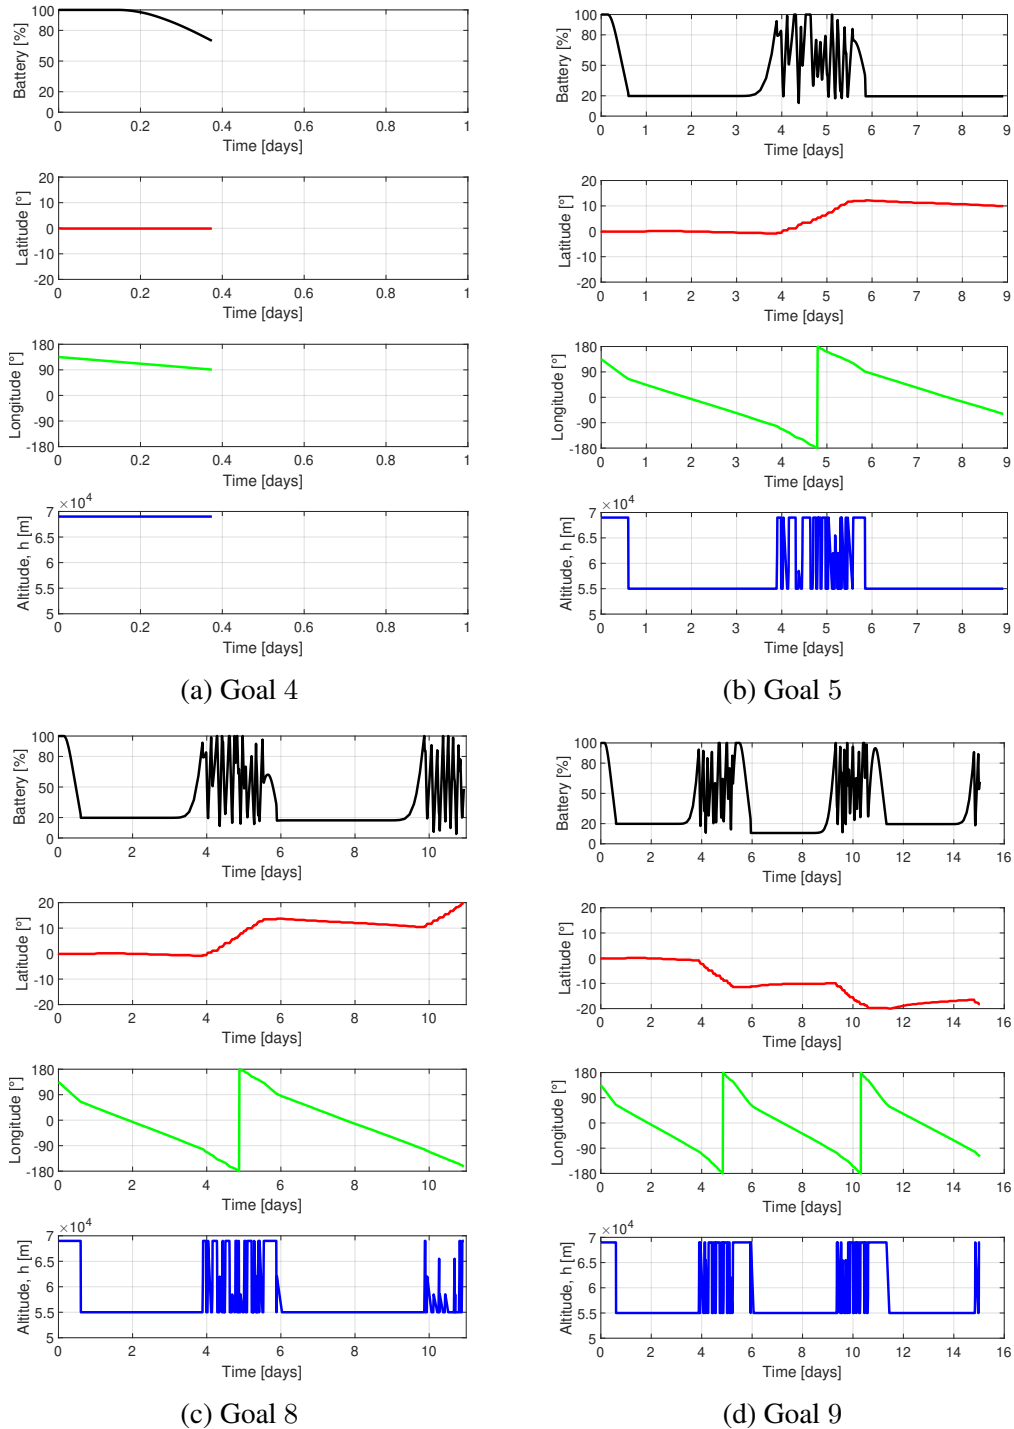 100
80
50
20
0
Battery [%]
0 0.2 0.4 0.6 0.8 1
Time [days]
20
10
0
-10
-20
Latitude [°]
0 0.2 0.4 0.6 0.8 1
Time [days]
180
90
0
-90
-180
Longitude [°]
0 0.2 0.4 0.6 0.8 1
Time [days]
×10⁴
7
6.5
6
5.5
5
Altitude, h [m]
0 0.2 0.4 0.6 0.8 1
Time [days]
(a) Goal 4
100
80
50
20
0
Battery [%]
0 1 2 3 4 5 6 7 8 9
Time [days]
20
10
0
-10
-20
Latitude [°]
0 1 2 3 4 5 6 7 8 9
Time [days]
180
90
0
-90
-180
Longitude [°]
0 1 2 3 4 5 6 7 8 9
Time [days]
×10⁴
7
6.5
6
5.5
5
Altitude, h [m]
0 1 2 3 4 5 6 7 8 9
Time [days]
(b) Goal 5
100
80
50
20
0
Battery [%]
0 2 4 6 8 10
Time [days]
20
10
0
-10
-20
Latitude [°]
0 2 4 6 8 10
Time [days]
180
90
0
-90
-180
Longitude [°]
0 2 4 6 8 10
Time [days]
×10⁴
7
6.5
6
5.5
5
Altitude, h [m]
0 2 4 6 8 10
Time [days]
(c) Goal 8
100
80
50
20
0
Battery [%]
0 2 4 6 8 10 12 14 16
Time [days]
20
10
0
-10
-20
Latitude [°]
0 2 4 6 8 10 12 14 16
Time [days]
180
90
0
-90
-180
Longitude [°]
0 2 4 6 8 10 12 14 16
Time [days]
×10⁴
7
6.5
6
5.5
5
Altitude, h [m]
0 2 4 6 8 10 12 14 16
Time [days]
(d) Goal 9